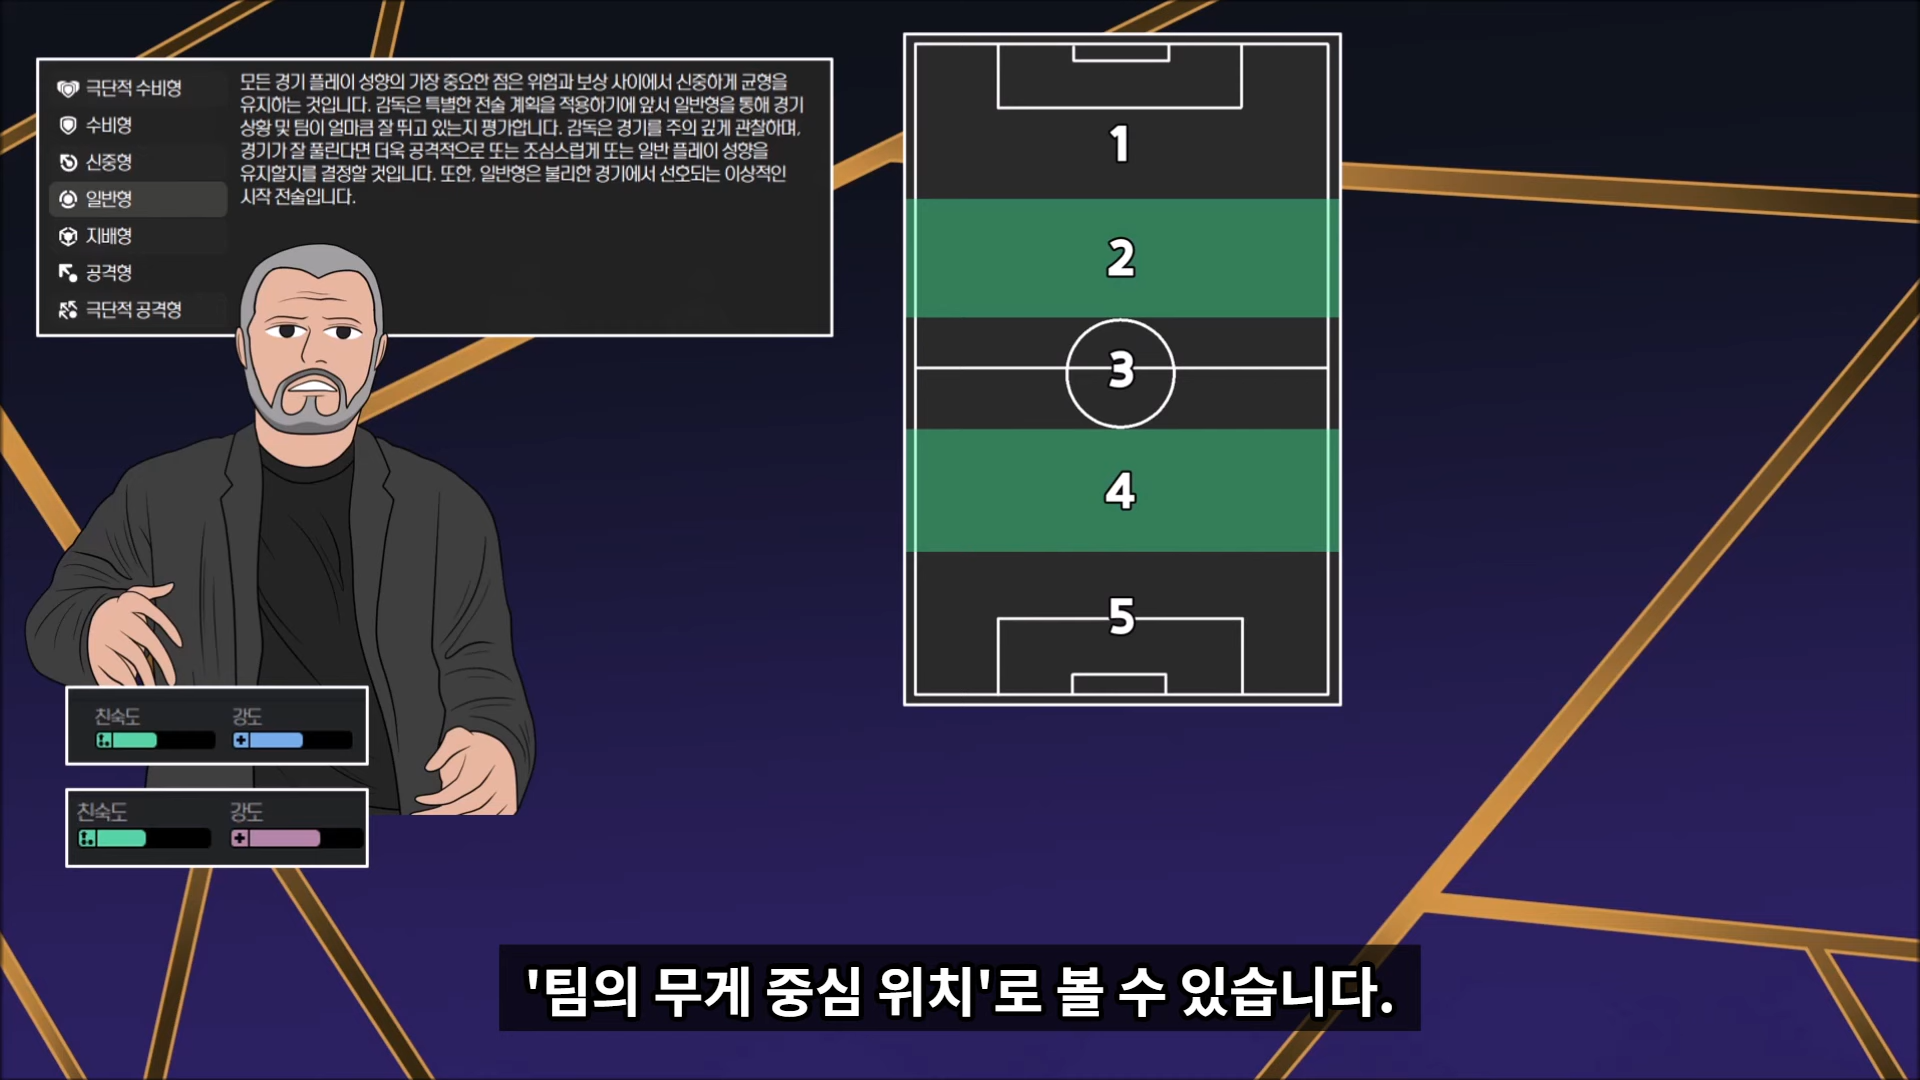 극단적 수비형
수비형
신중형
일반형
지배형
공격형
극단적 공격형
모든 경기 플레이 성향의 가장 중요한 점은 위험과 보상 사이에서 신중하게 균형을
유지하는 것입니다. 감독은 특별한 전술 계획을 적용하기에 앞서 일반형을 통해 경기
상황 및 팀이 얼마큼 잘 뛰고 있는지 평가합니다. 감독은 경기를 주의 깊게 관찰하며,
경기가 잘 풀린다면 더욱 공격적으로 또는 조심스럽게 또는 일반 플레이 성향을
유지할지를 결정할 것입니다. 또한, 일반형은 불리한 경기에서 선호되는 이상적인
시작 전술입니다.
1
2
3
4
5
친숙도 강도
친숙도 강도
'팀의 무게 중심 위치'로 볼 수 있습니다.